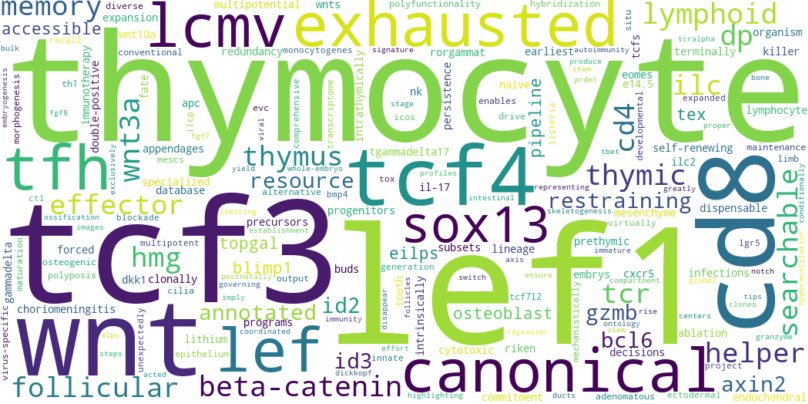 memory
diverse
expansion
accessible
wnt10a
bulk
recall
embryogenesis
morphogenesis
th1
fgf8
immunotherapy
double-positive
lcmv
multipotential
wnts
polyfunctionality
hybridization
exhausted
situ
lymphoid
autoimmunity
tcralpha
redundancy
monocytogenes
signature
rorgammat
earliest
conventional
tcfs
dp
organism
terminally
killer
thymocyte
fate
apc
ilcp
fgf7
evc
viral
comprehensive
transcriptome
intrathymically
nk
stage
icos
persistence
enables
naive
drive
listeria
pipeline
eomes
e14.5
stem
produce
prdm1
ilc
bone
expanded
lymphocyte
proper
tex
cd4
developmental
tbet
self-renewing
maintenance
limb
ilc2
tfh
wnt3a
appendages
mescs
exclusively
specialized
database
ctl
yield
whole-embryo
thymus
resource
alternative
bmp4
tgammadelta17
tox
profiles
il-17
intestinal
tcf4
representing
greatly
thymic
restraining
dispensable
cd8
conditionally
searchable
effector
ossification
images
blockade
limiting
establishment
precursors
progenitors
skeletogenesis
mesenchyme
virtually
lgr5
multipotent
osteogenic
forced
topgal
tcf3
sox13
lef1
prethymic
immature
subsets
lineage
axis
generation
eilps
switch
ensure
embrys
cxcr5
infections
global
notch
gammadelta
maturation
polyposis
dkk1
clonally
hmg
blimp1
buds
cilia
postnatally
governing
output
tooth
follicles
disappear
intrinsically
tcf712
rise
mechanistically
tcr
clones
tips
compartment
choriomeningitis
annotated
id2
imply
immunity
osteoblast
repressor
gzmb
ontology
view
centers
ablation
granzyme
virus-specific
wnt
alps
steps
unexpectedly
lithium
programs
coordinated
epithelium
acted
lef
id3
effort
innate
dickkopf
cytotoxic
riken
bcl6
decisions
project
helper
follicular
beta-catenin
highlighting
canonical
commitment
ducts
adenomatous
ectodermal
axin2
endochondral